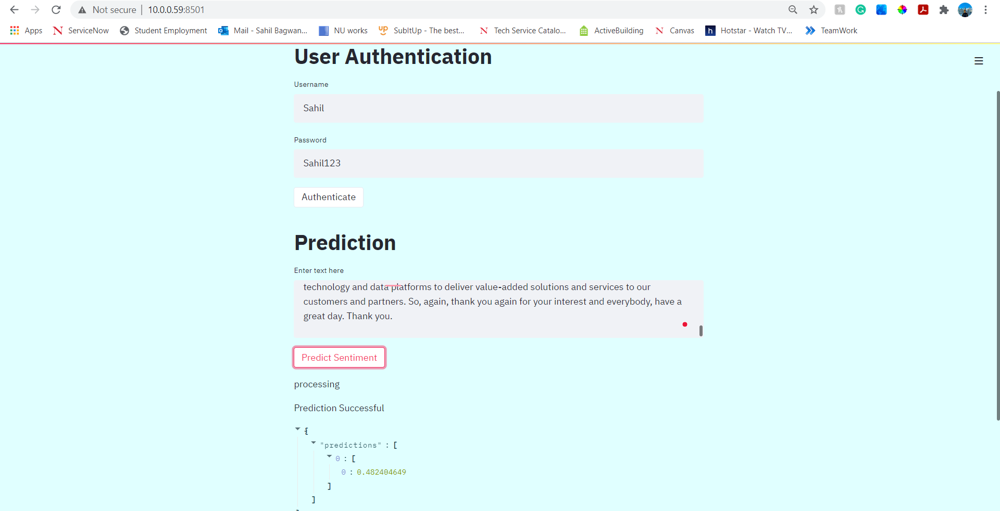 Not secure | 10.0.0.59:8501
Apps ServiceNow Student Employment Mail - Sahil Bagwan... NU works SubItUp - The best... Tech Service Catalo... ActiveBuilding Canvas Hotstar - Watch TV... TeamWork
User Authentication
Username
Sahil
Password
Sahil123
Authenticate
Prediction
Enter text here
technology and data platforms to deliver value-added solutions and services to our
customers and partners. So, again, thank you again for your interest and everybody, have a
great day. Thank you.
Predict Sentiment
processing
Prediction Successful
{
"predictions" : [
0 : [
0 : 0.482404649
]
]